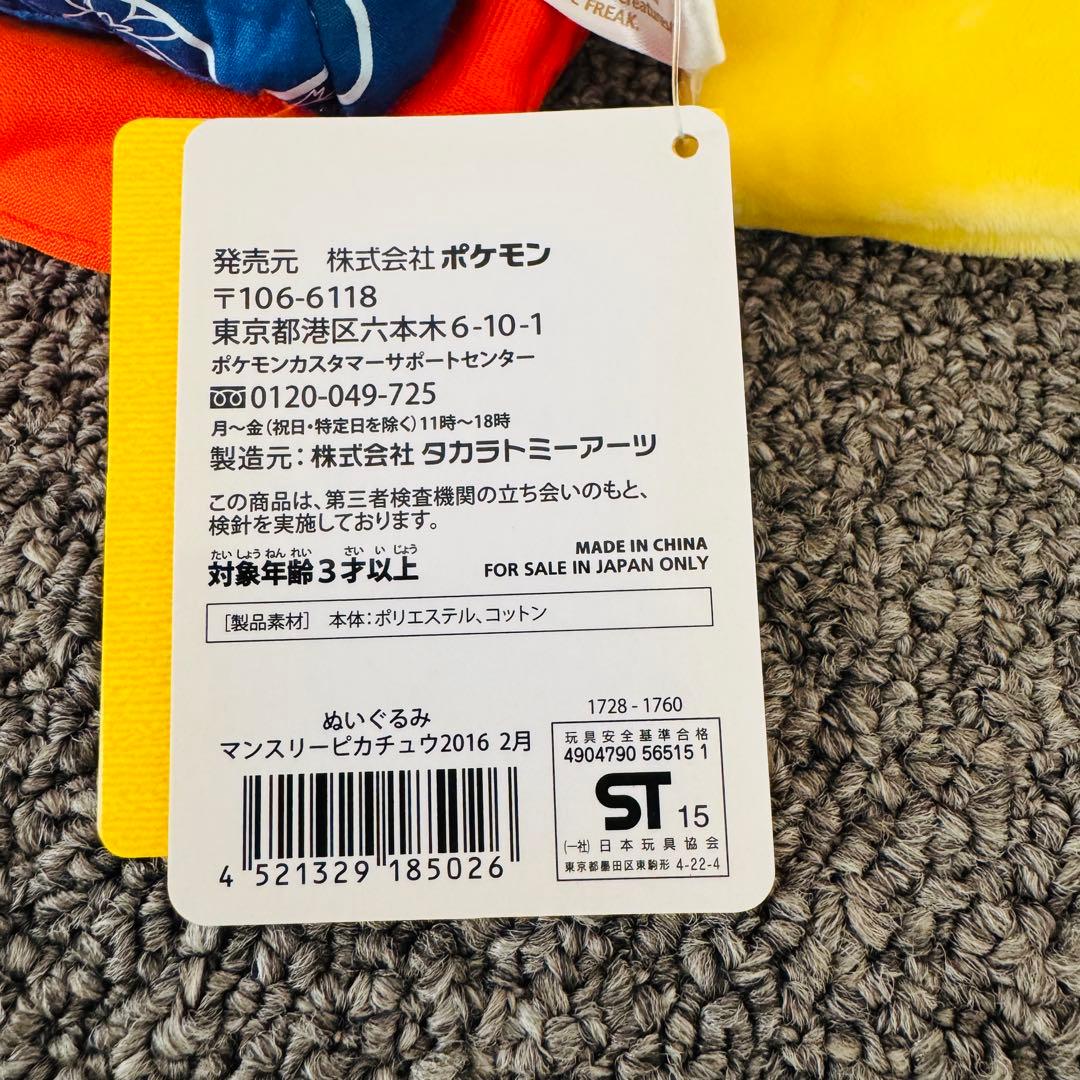 creatures
FREAK.
発売元 株式会社 ポケモン
〒106-6118
東京都港区六本木6-10-1
ポケモンカスタマーサポートセンター
0120-049-725
月～金(祝日・特定日を除く)11時～18時
製造元：株式会社 タカラトミーアーツ
この商品は、第三者検査機関の立ち会いのもと、
検針を実施しております。
たいしょうねんれい さいいじょう
対象年齢3才以上
MADE IN CHINA
FOR SALE IN JAPAN ONLY
［製品素材］ 本体：ポリエステル、コットン
ぬいぐるみ
マンスリーピカチュウ2016 2月
4 521329 185026
1728 - 1760
玩具安全基準合格
4904790 56515 1
ST 15
(一社) 日本玩具協会
東京都墨田区東駒形 4-22-4